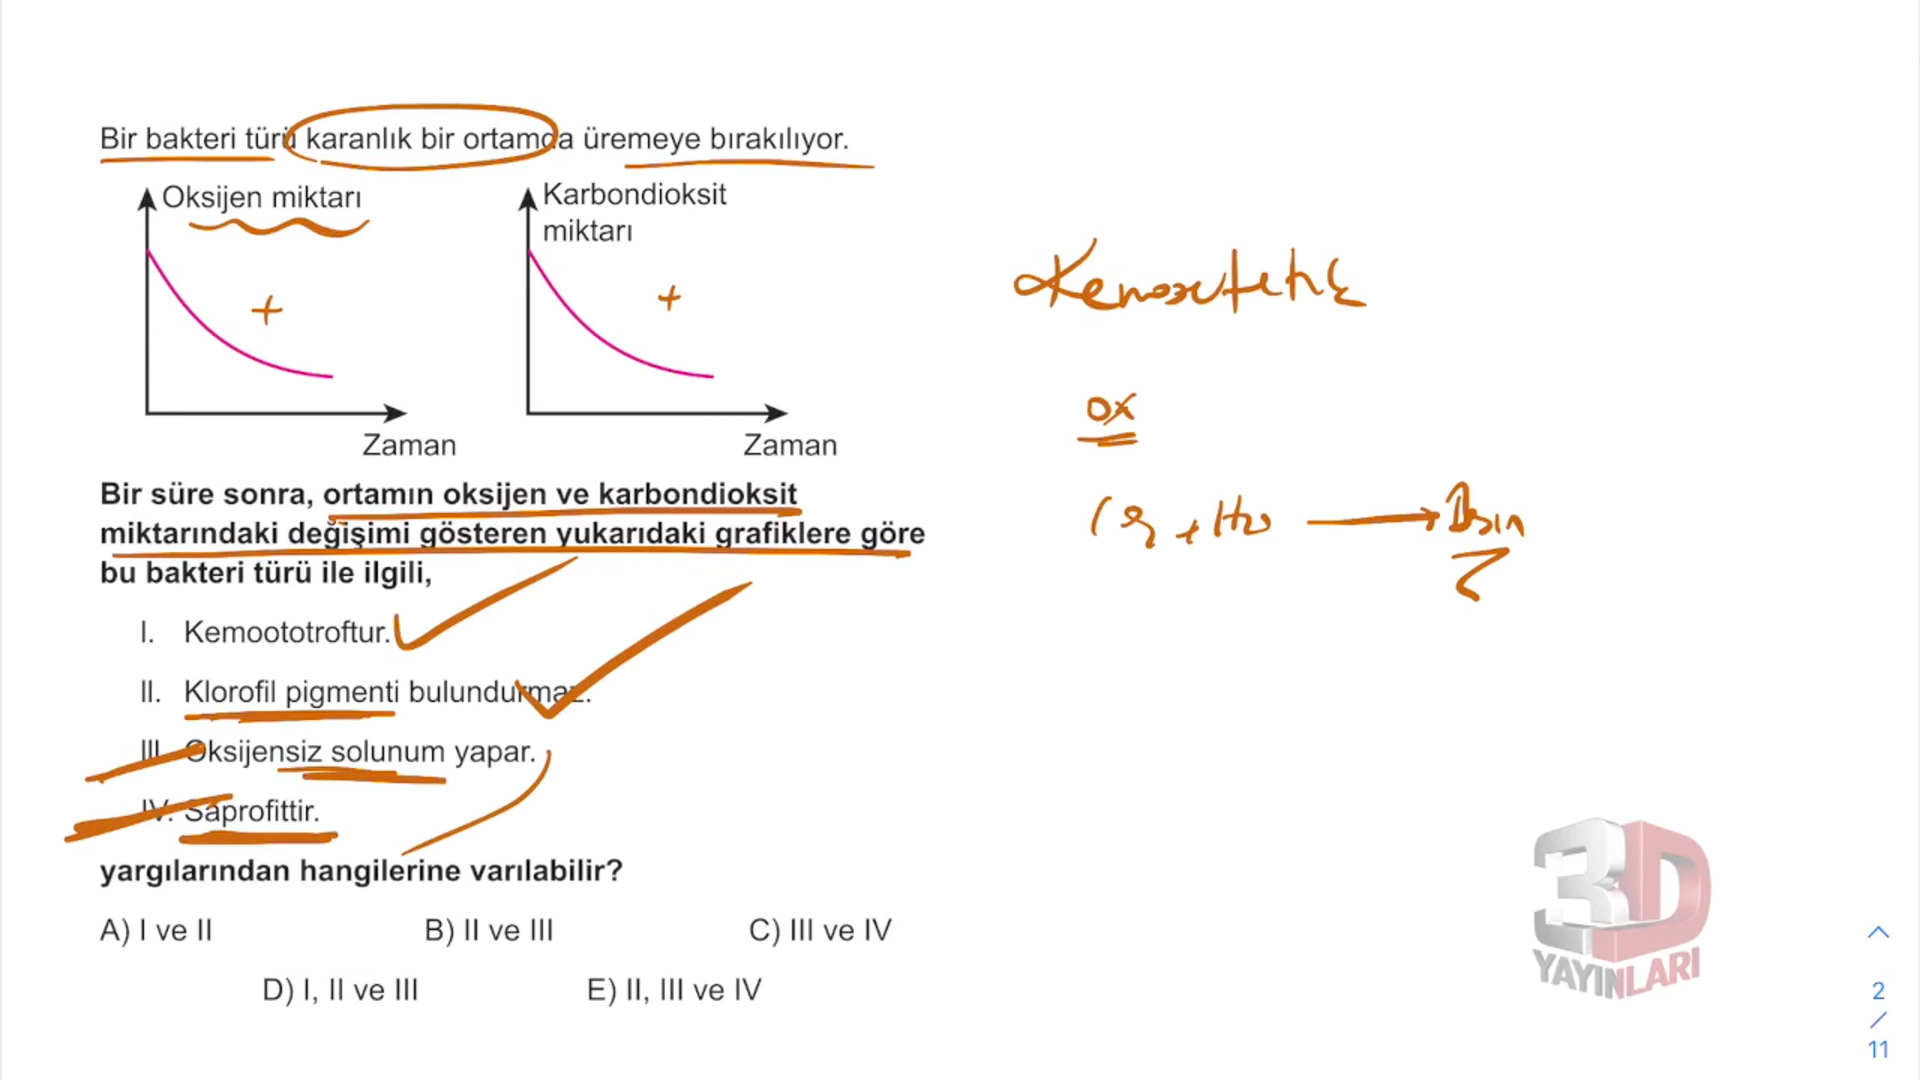 Bir bakteri türü karanlık bir ortamda üremeye bırakılıyor.
Oksijen miktarı
Karbondioksit
miktarı
Zaman
Zaman
Bir süre sonra, ortamın oksijen ve karbondioksit
miktarındaki değişimi gösteren yukarıdaki grafiklere göre
bu bakteri türü ile ilgili,
I. Kemoototroftur.
II. Klorofil pigmenti bulundurmaz.
III. Oksijensiz solunum yapar.
IV. Saprofittir.
yargılarından hangilerine varılabilir?
A) I ve II
B) II ve III
C) III ve IV
D) I, II ve III
E) II, III ve IV
+
+
OX
3D
YAYINLARI
2
/
11